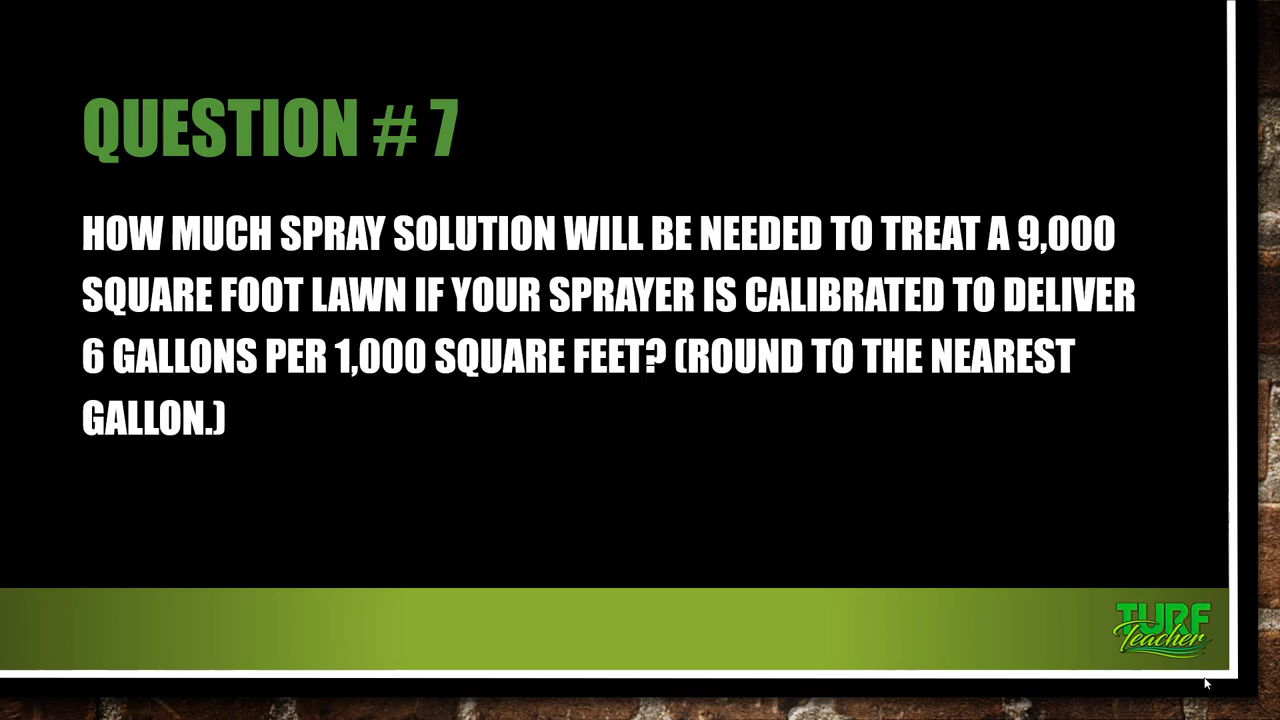 QUESTION # 7
HOW MUCH SPRAY SOLUTION WILL BE NEEDED TO TREAT A 9,000
SQUARE FOOT LAWN IF YOUR SPRAYER IS CALIBRATED TO DELIVER
6 GALLONS PER 1,000 SQUARE FEET? (ROUND TO THE NEAREST
GALLON.)
TURF
Teacher